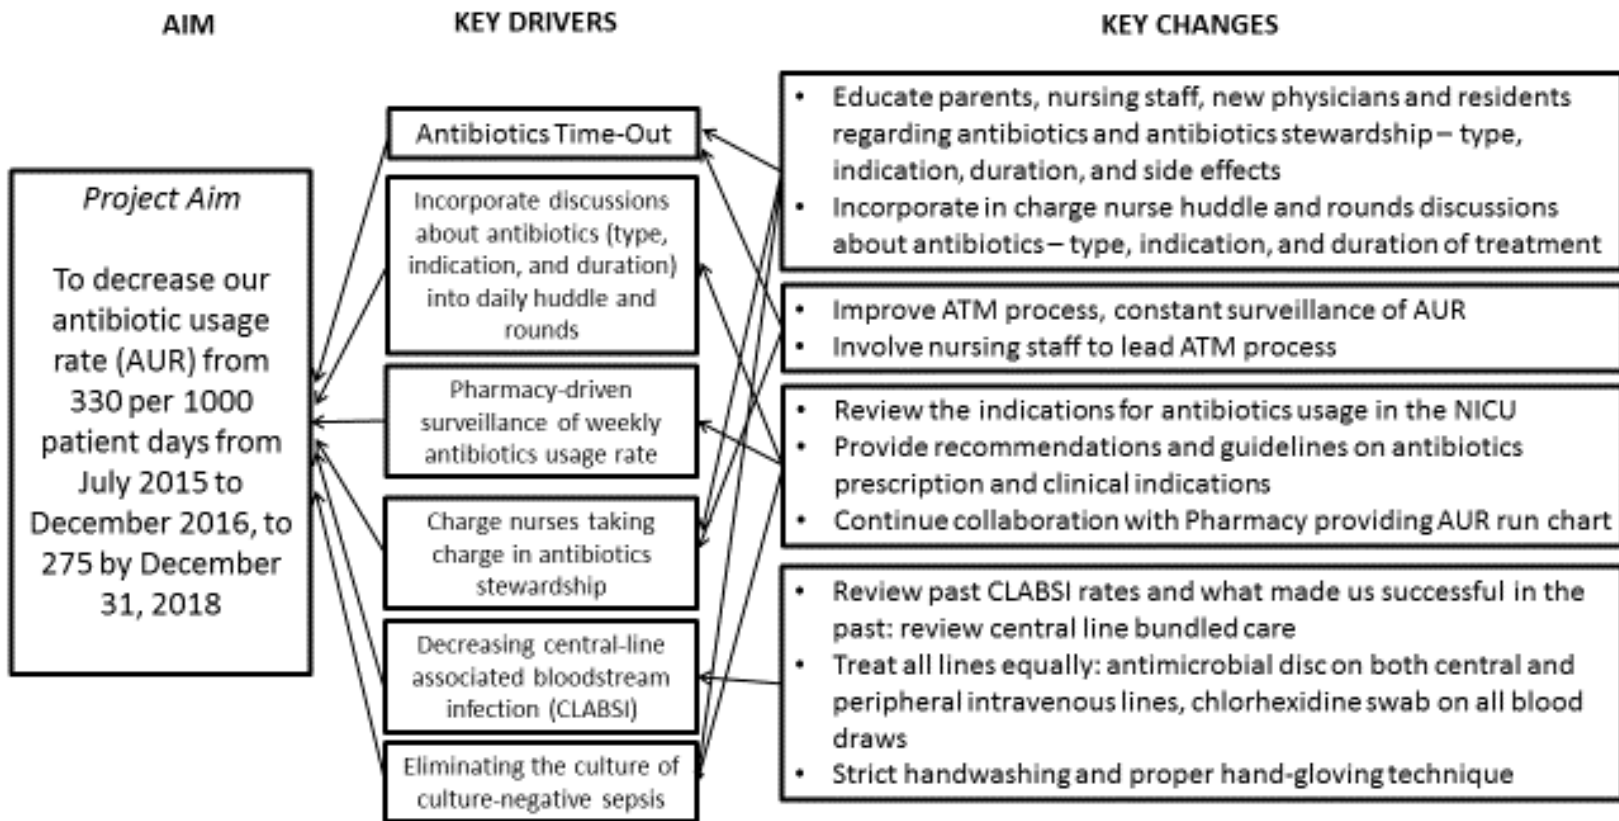 AIM
KEY DRIVERS
KEY CHANGES
Project Aim
To decrease our
antibiotic usage
rate (AUR) from
330 per 1000
patient days from
July 2015 to
December 2016, to
275 by December
31, 2018
Antibiotics Time-Out
Incorporate discussions
about antibiotics (type,
indication, and duration)
into daily huddle and
rounds
Pharmacy-driven
surveillance of weekly
antibiotics usage rate
Charge nurses taking
charge in antibiotics
stewardship
Decreasing central-line
associated bloodstream
infection (CLABSI)
Eliminating the culture of
culture-negative sepsis
• Educate parents, nursing staff, new physicians and residents
regarding antibiotics and antibiotics stewardship – type,
indication, duration, and side effects
• Incorporate in charge nurse huddle and rounds discussions
about antibiotics – type, indication, and duration of treatment
• Improve ATM process, constant surveillance of AUR
• Involve nursing staff to lead ATM process
• Review the indications for antibiotics usage in the NICU
• Provide recommendations and guidelines on antibiotics
prescription and clinical indications
• Continue collaboration with Pharmacy providing AUR run chart
• Review past CLABSI rates and what made us successful in the
past: review central line bundled care
• Treat all lines equally: antimicrobial disc on both central and
peripheral intravenous lines, chlorhexidine swab on all blood
draws
• Strict handwashing and proper hand-gloving technique